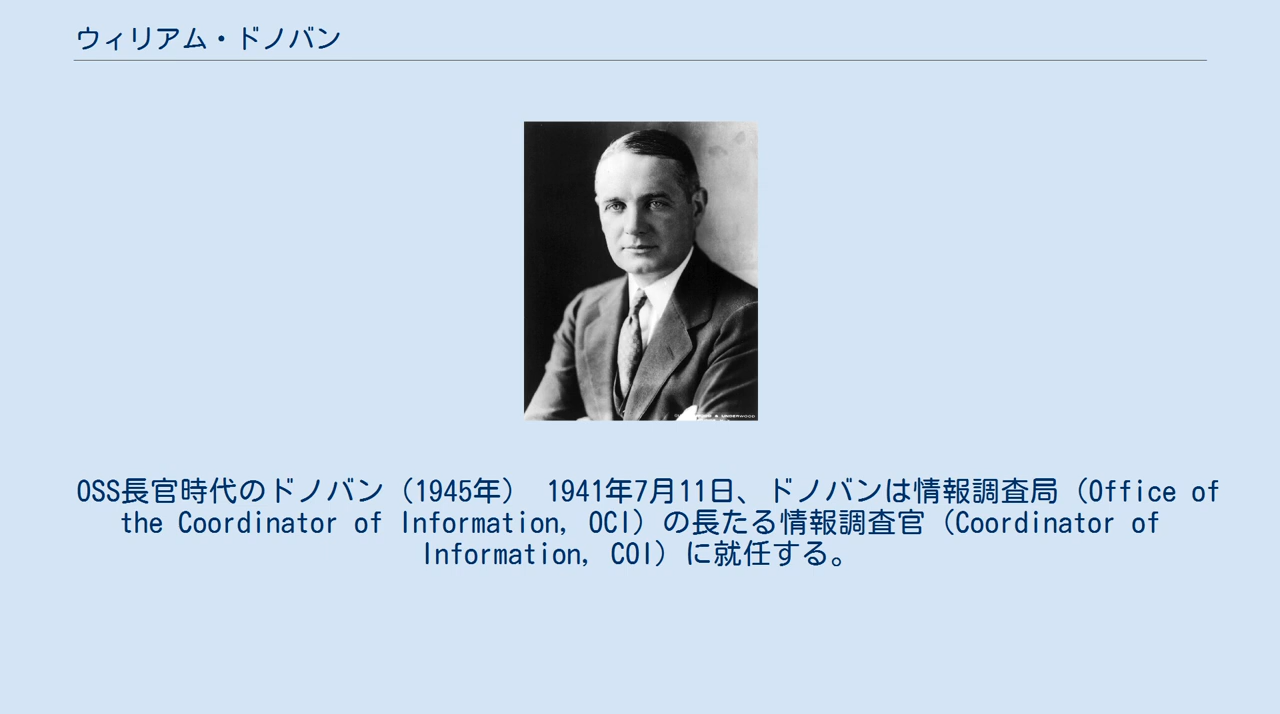 ウィリアム・ドノバン
& UNDERWOOD
OSS長官時代のドノバン（1945年） 1941年7月11日、ドノバンは情報調査局（Office of
the Coordinator of Information, OCI）の長たる情報調査官（Coordinator of
Information, COI）に就任する。